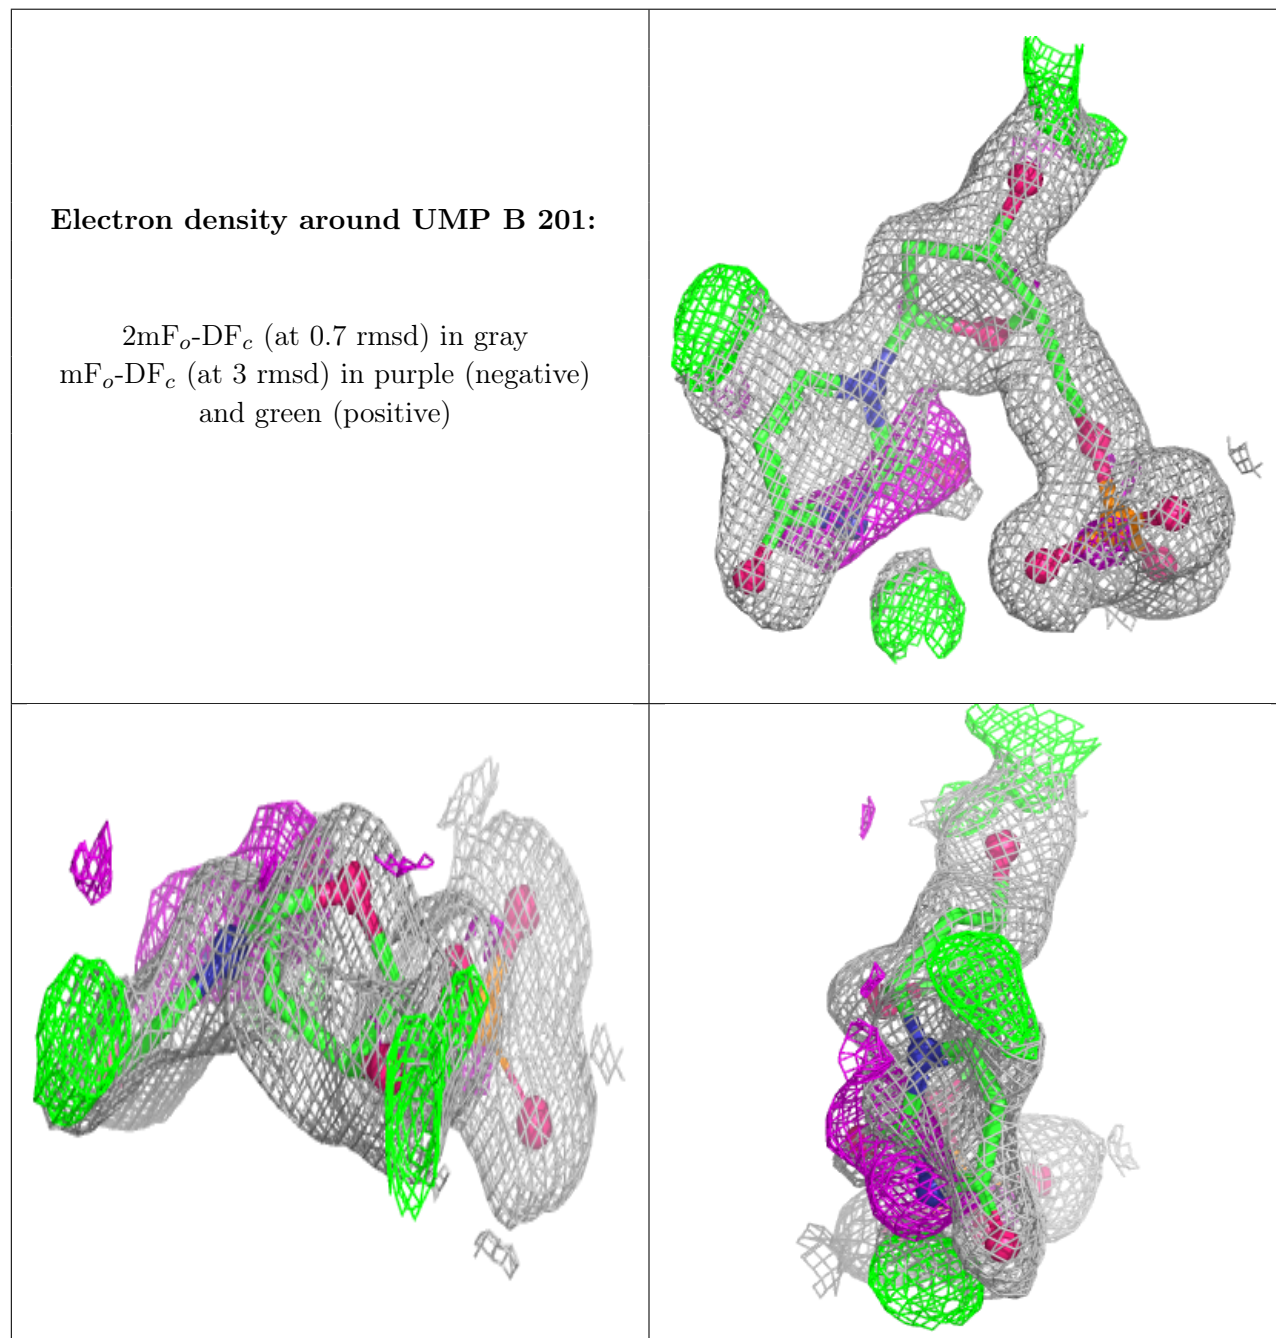 Electron density around UMP B 201:
2mFo-DFc (at 0.7 rmsd) in gray
mFo-DFc (at 3 rmsd) in purple (negative)
and green (positive)